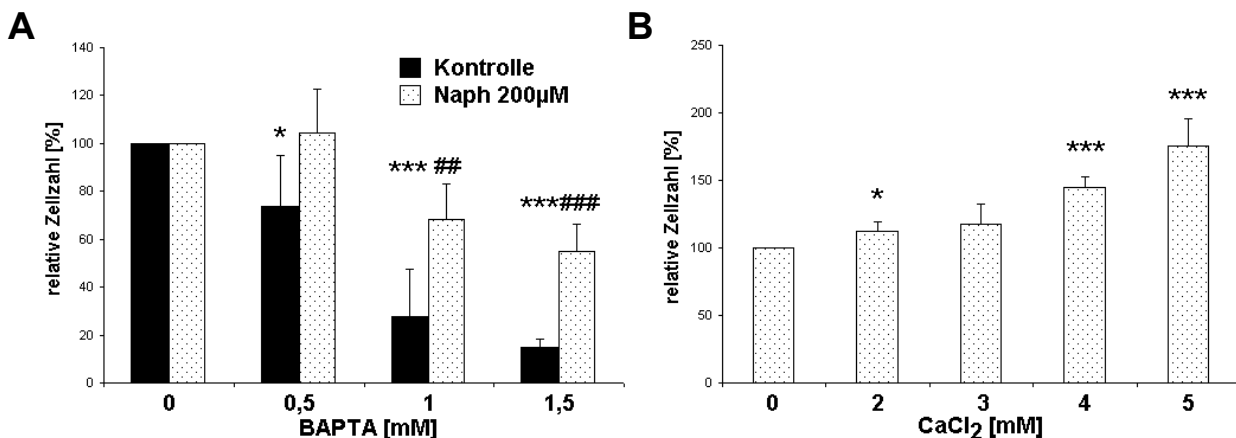 A
relative Zellzahl [%]
140
120
100
80
60
40
20
0
Kontrolle
Naph 200µM
*
*** ##
***###
0 0,5 1 1,5
BAPTA [mM]
B
relative Zellzahl [%]
250
200
150
100
50
0
*
***
***
0 2 3 4 5
CaCl2 [mM]